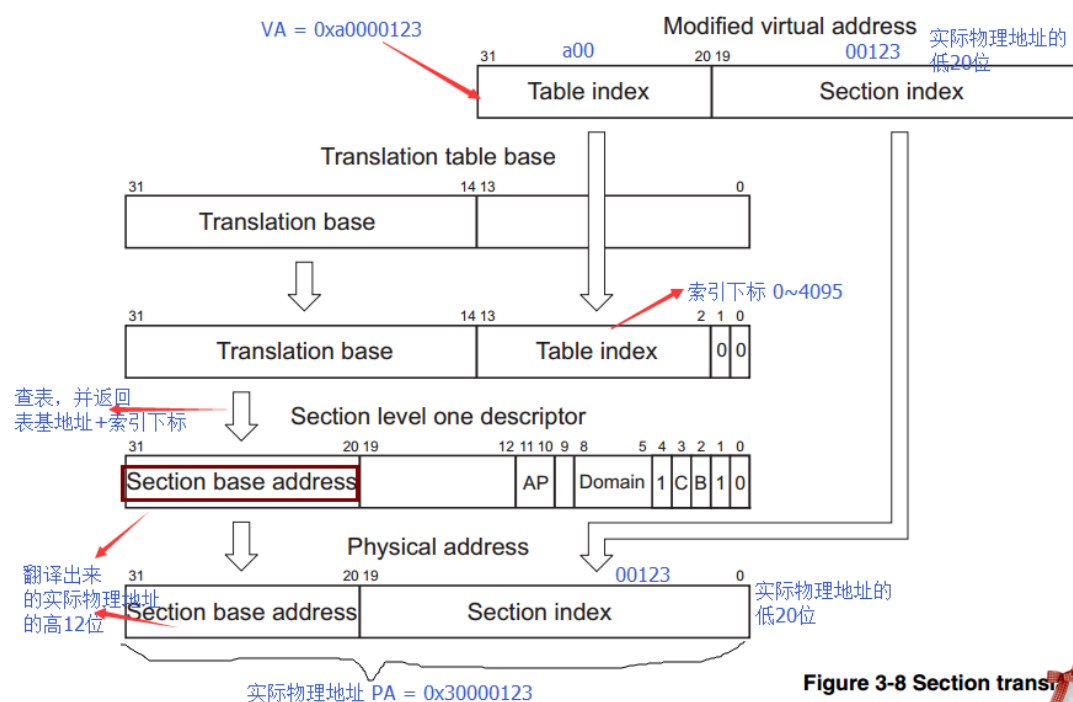 VA = 0xa0000123
Modified virtual address
实际物理地址的
低20位
31
a00
20 19
00123
Table index
Section index
Translation table base
31
14 13
0
Translation base
索引下标 0~4095
31
14 13
2 1 0
Translation base
Table index
0 0
查表，并返回
表基地址+索引下标
Section level one descriptor
31
20 19
12 11 10 9 8
5 4 3 2 1 0
Section base address
AP
Domain
1 C B 1 0
Physical address
翻译出来
的实际物理地址
的高12位
31
20 19
00123
0
实际物理地址的
低20位
Section base address
Section index
实际物理地址 PA = 0x30000123
Figure 3-8 Section trans